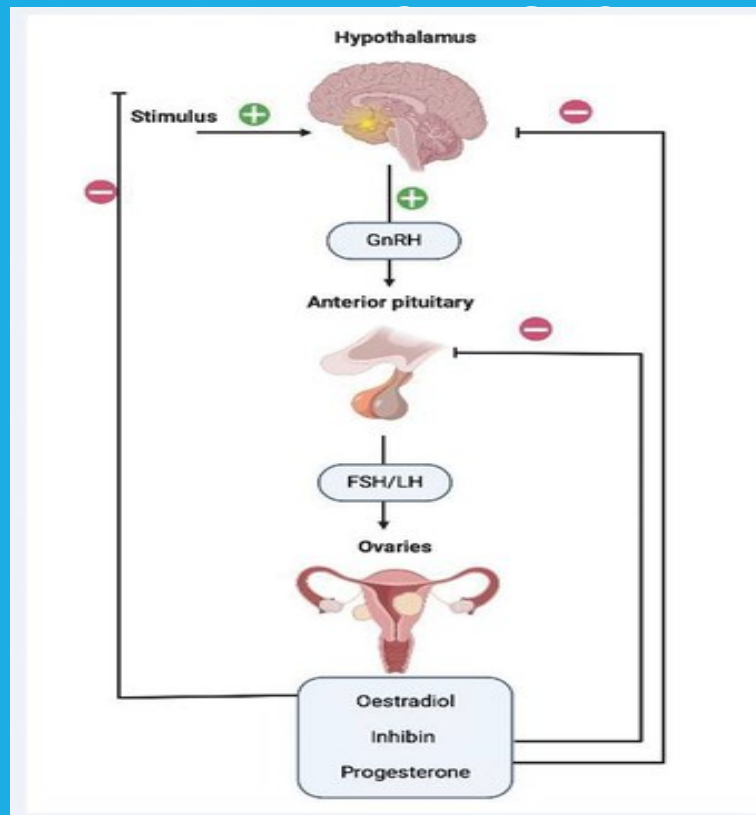 Hypothalamus
Stimulus
GnRH
Anterior pituitary
FSH/LH
Ovaries
Oestradiol
Inhibin
Progesterone